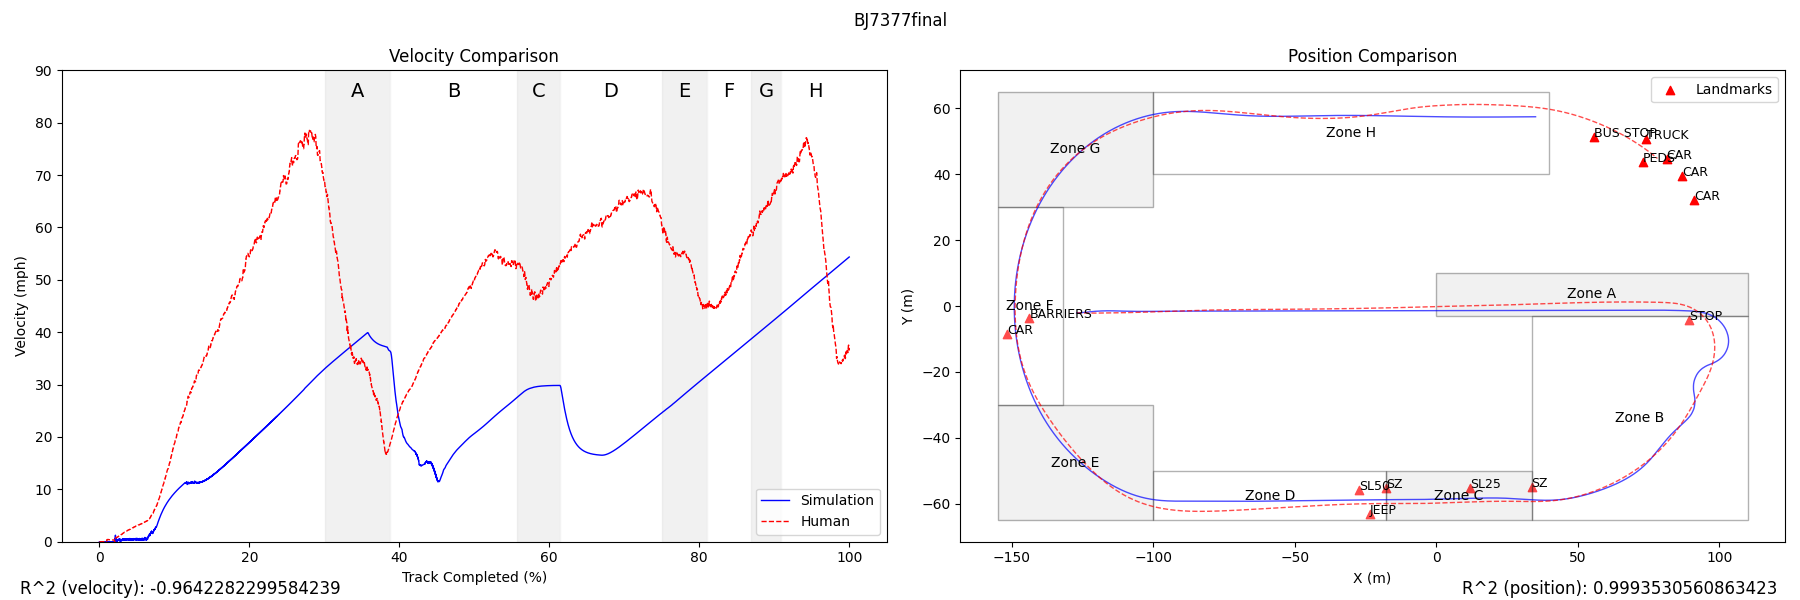 BJ7377final
Velocity Comparison
90
80
70
60
50
40
30
20
10
0
Velocity (mph)
A B C D E F G H
Simulation
Human
0 20 40 60 80 100
Track Completed (%)
R^2 (velocity): -0.9642282299584239
Position Comparison
60
40
20
0
−20
−40
−60
Y (m)
Landmarks
Zone H
Zone G
BUS STOP
TRUCK
PEDS
CAR
CAR
CAR
Zone A
Zone F
BARRIERS
CAR
STOP
Zone B
Zone E
Zone D
SL50
SZ
Zone C
SL25
SZ
JEEP
−150 −100 −50 0 50 100
X (m)
R^2 (position): 0.9993530560863423